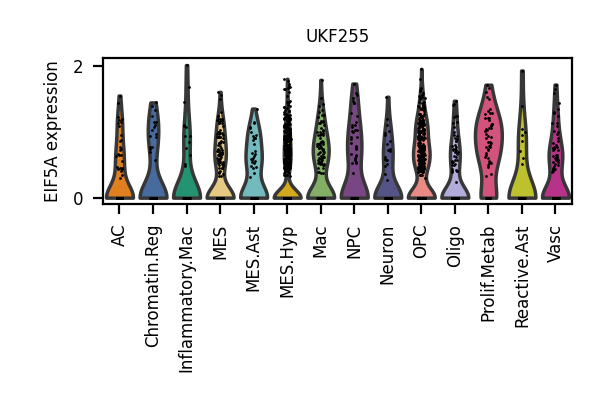 UKF255
EIF5A expression
2
0
AC
Chromatin.Reg
Inflammatory.Mac
MES
MES.Ast
MES.Hyp
Mac
NPC
Neuron
OPC
Oligo
Prolif.Metab
Reactive.Ast
Vasc